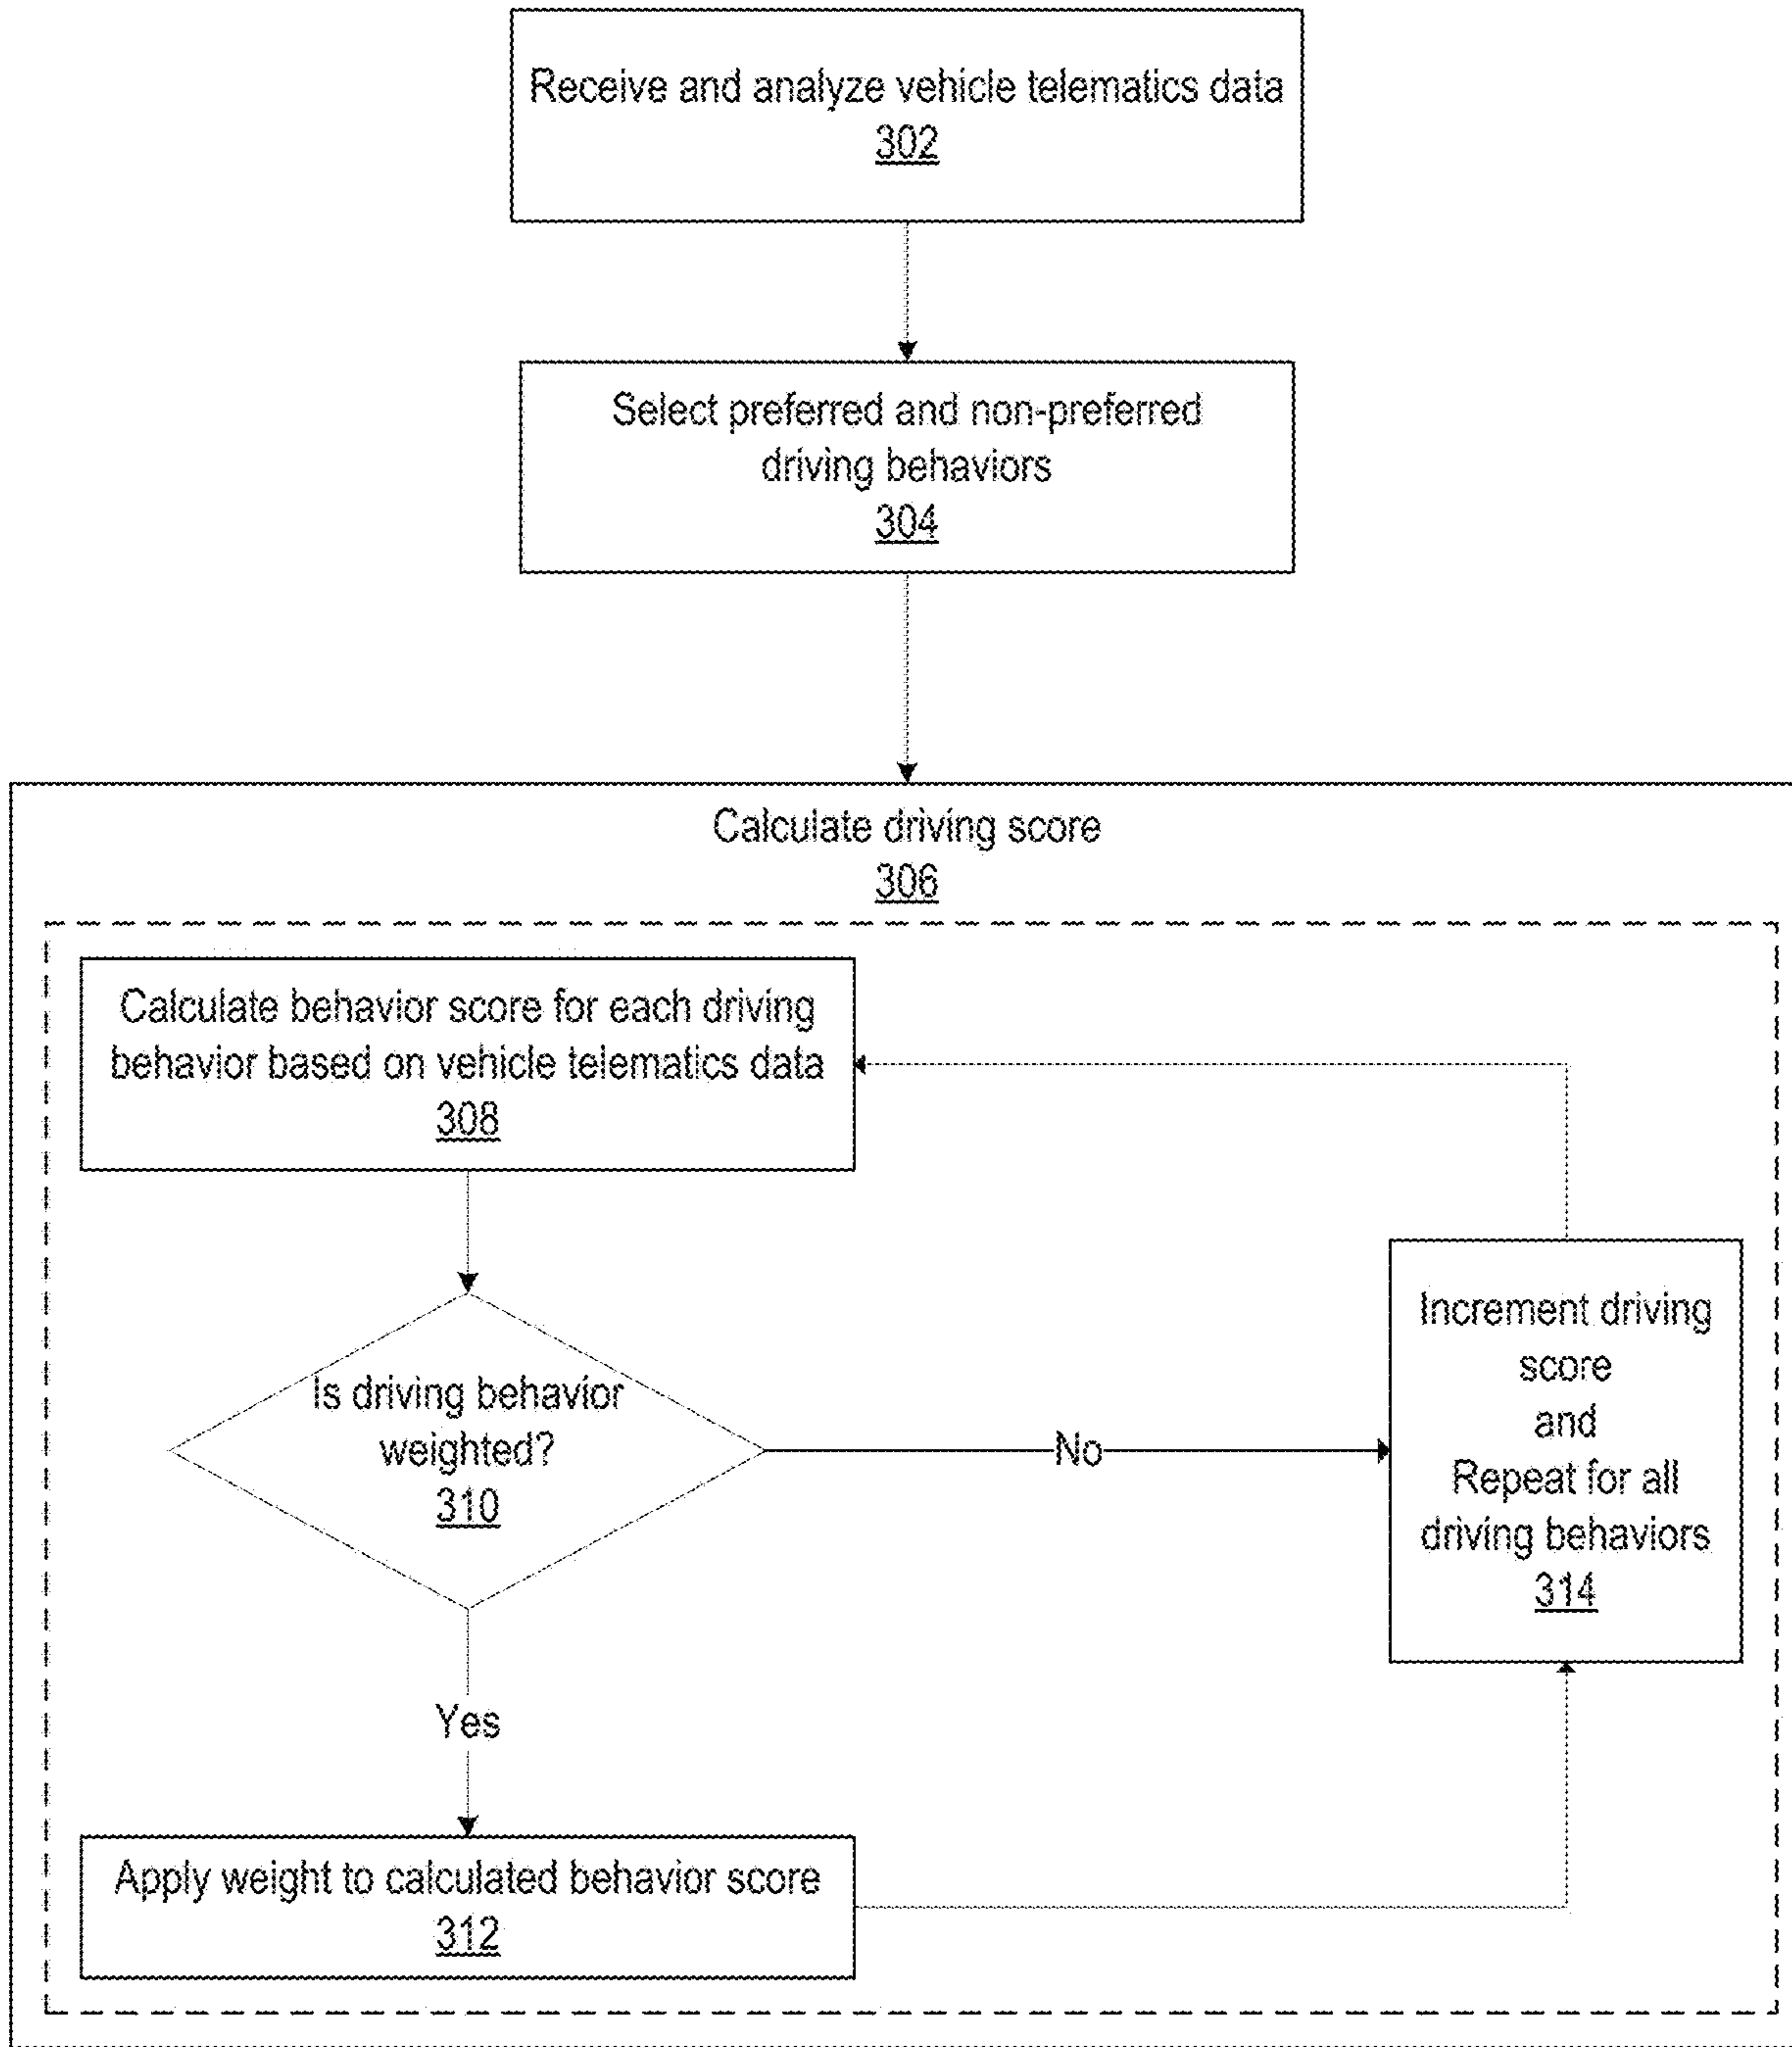 Receive and analyze vehicle telematics data
302
Select preferred and non-preferred
driving behaviors
304
Calculate driving score
306
Calculate behavior score for each driving
behavior based on vehicle telematics data
308
Is driving behavior
weighted?
310
No
Increment driving
score
and
Repeat for all
driving behaviors
314
Yes
Apply weight to calculated behavior score
312